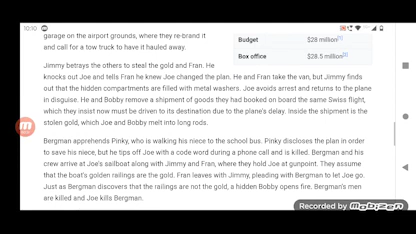 10:10
garage on the airport grounds, where they re-brand it
and call for a tow truck to have it hauled away.
Budget $28 million[1]
Box office $28.5 million[2]
Jimmy betrays the others to steal the gold and Fran. He
knocks out Joe and tells Fran he knew Joe changed the plan. He and Fran take the van, but Jimmy finds
out that the hidden compartments are filled with metal washers. Joe avoids arrest and returns to the plane
in disguise. He and Bobby remove a shipment of goods they had booked on board the same Swiss flight,
which they insist now must be driven to its destination due to the plane's delay. Inside the shipment is the
stolen gold, which Joe and Bobby melt into long rods.
Bergman apprehends Pinky, who is walking his niece to the school bus. Pinky discloses the plan in order
to save his niece, but he tips off Joe with a code word during a phone call and is killed. Bergman and his
crew arrive at Joe's sailboat along with Jimmy and Fran, where they hold Joe at gunpoint. They assume
that the boat's golden railings are the gold. Fran leaves with Jimmy, pleading with Bergman to let Joe go.
Just as Bergman discovers that the railings are not the gold, a hidden Bobby opens fire. Bergman's men
are killed and Joe kills Bergman.
Recorded by Mobizen